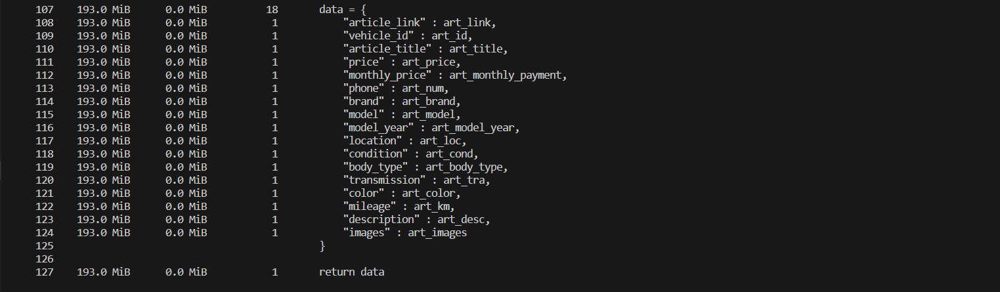 107 193.0 MiB 0.0 MiB 18 data = {
108 193.0 MiB 0.0 MiB 1 "article_link" : art_link,
109 193.0 MiB 0.0 MiB 1 "vehicle_id" : art_id,
110 193.0 MiB 0.0 MiB 1 "article_title" : art_title,
111 193.0 MiB 0.0 MiB 1 "price" : art_price,
112 193.0 MiB 0.0 MiB 1 "monthly_price" : art_monthly_payment,
113 193.0 MiB 0.0 MiB 1 "phone" : art_num,
114 193.0 MiB 0.0 MiB 1 "brand" : art_brand,
115 193.0 MiB 0.0 MiB 1 "model" : art_model,
116 193.0 MiB 0.0 MiB 1 "model_year" : art_model_year,
117 193.0 MiB 0.0 MiB 1 "location" : art_loc,
118 193.0 MiB 0.0 MiB 1 "condition" : art_cond,
119 193.0 MiB 0.0 MiB 1 "body_type" : art_body_type,
120 193.0 MiB 0.0 MiB 1 "transmission" : art_tra,
121 193.0 MiB 0.0 MiB 1 "color" : art_color,
122 193.0 MiB 0.0 MiB 1 "mileage" : art_km,
123 193.0 MiB 0.0 MiB 1 "description" : art_desc,
124 193.0 MiB 0.0 MiB 1 "images" : art_images
125 }
126
127 193.0 MiB 0.0 MiB 1 return data